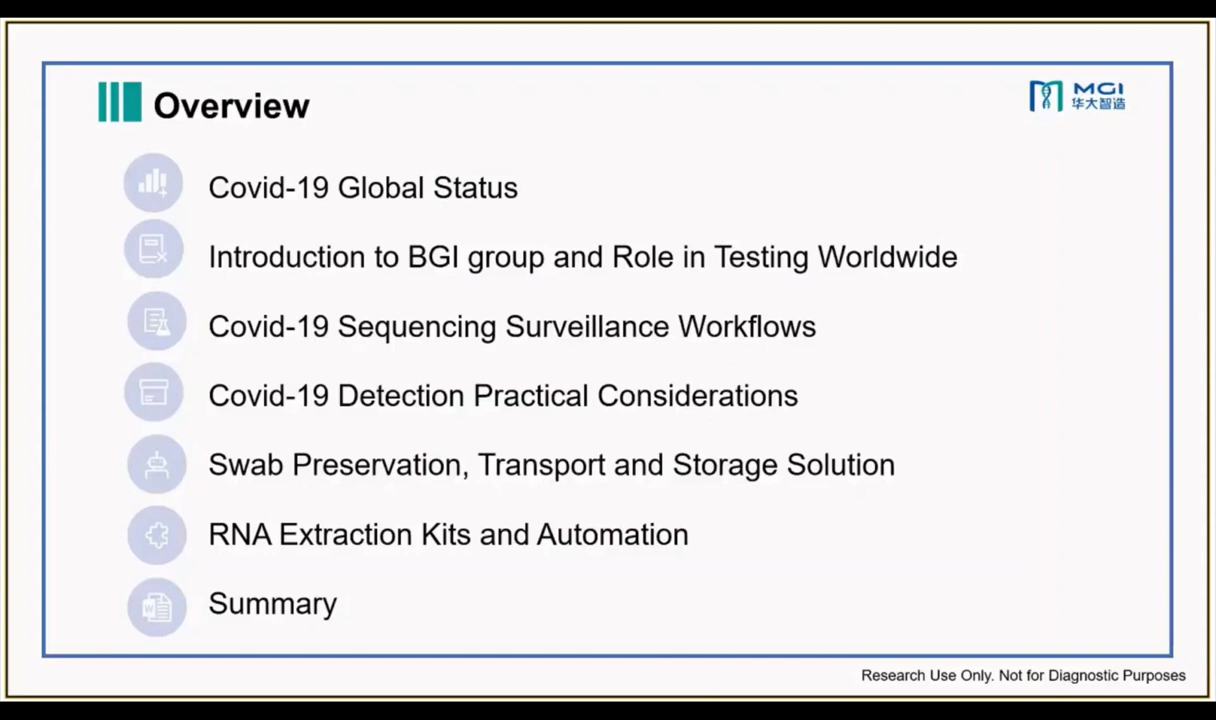 Overview
MGI
华大智造
Covid-19 Global Status
Introduction to BGI group and Role in Testing Worldwide
Covid-19 Sequencing Surveillance Workflows
Covid-19 Detection Practical Considerations
Swab Preservation, Transport and Storage Solution
RNA Extraction Kits and Automation
W
Summary
Research Use Only. Not for Diagnostic Purposes